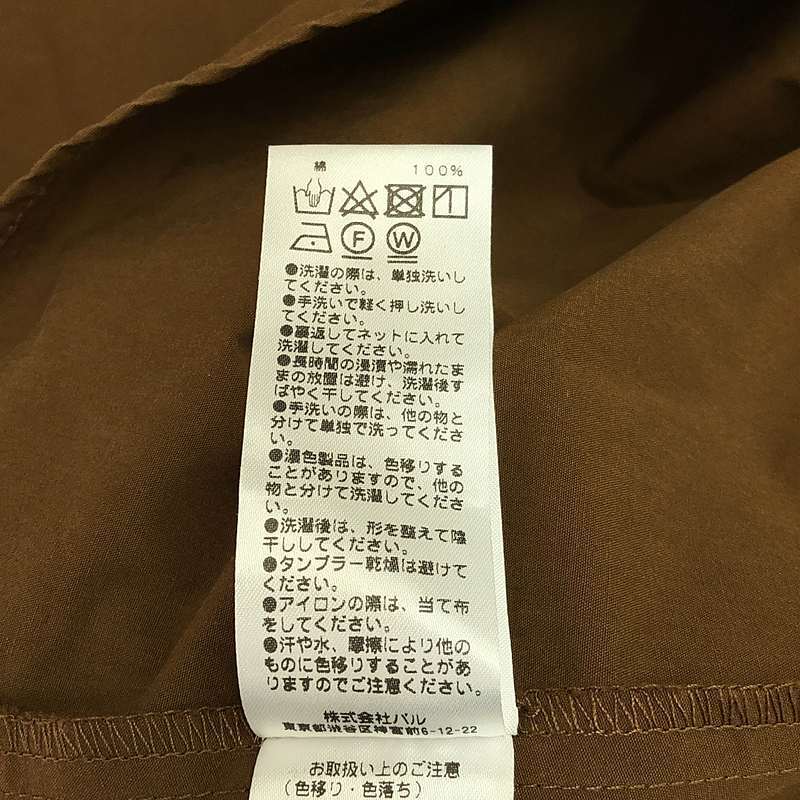 綿 100%
F W
●洗濯の際は、単独洗いし
てください。
●手洗いで軽く押し洗いし
てください。
●裏返してネットに入れて
洗濯してください。
●長時間の浸漬や濡れたま
まの放置は避け、洗濯後す
ばやく干してください。
●手洗いの際は、他の物と
分けて単独で洗ってくださ
い。
●濃色製品は、色移りする
ことがありますので、他の
物と分けて洗濯してくださ
い。
●洗濯後は、形を整えて陰
干ししてください。
●タンブラー乾燥は避けて
ください。
●アイロンの際は、当て布
をしてください。
●汗や水、摩擦により他の
ものに色移りすることがあ
りますのでご注意ください。
株式会社パル
東京都渋谷区神宮前6-12-22
お取扱い上のご注意
（色移り・色落ち）